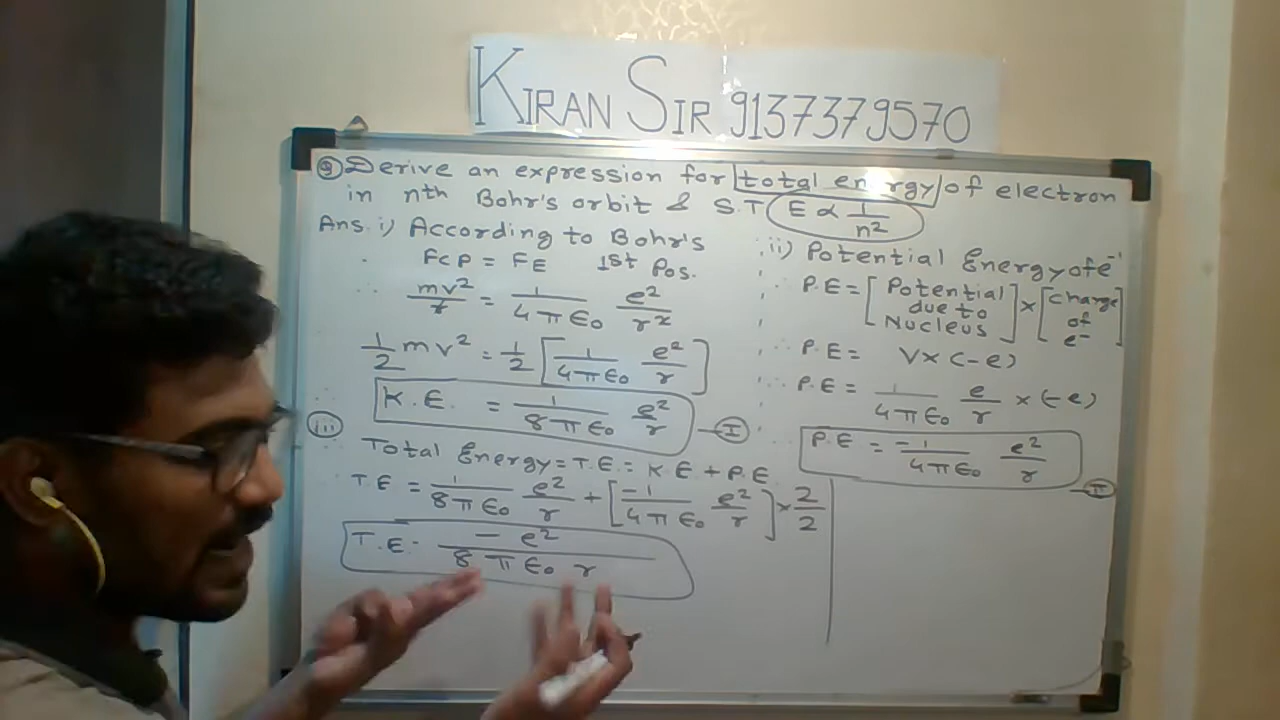 KIRAN SIR 9137379570
Q Derive an expression for total energy of electron
in nth Bohr's orbit & S.T E ∝ 1/n²
Ans. i) According to Bohr's
FCP = FE 1st Pos.
∴ mv²/r = 1/4πϵ₀ e²/r²
1/2 mv² = 1/2 [1/4πϵ₀ e²/r]
K.E. = 1/8πϵ₀ e²/r — I
iii)
Total Energy = T.E. = K.E + P.E
T E = 1/8πϵ₀ e²/r + [-1/4πϵ₀ e²/r] × 2/2
T.E. = - e²/8πϵ₀ r
ii) Potential Energy of e⁻
∴ P.E = [Potential due to Nucleus] × [Charge of e⁻]
∴ P.E = V × (-e)
∴ P.E = 1/4πϵ₀ e/r × (-e)
P.E = -1/4πϵ₀ e²/r — II